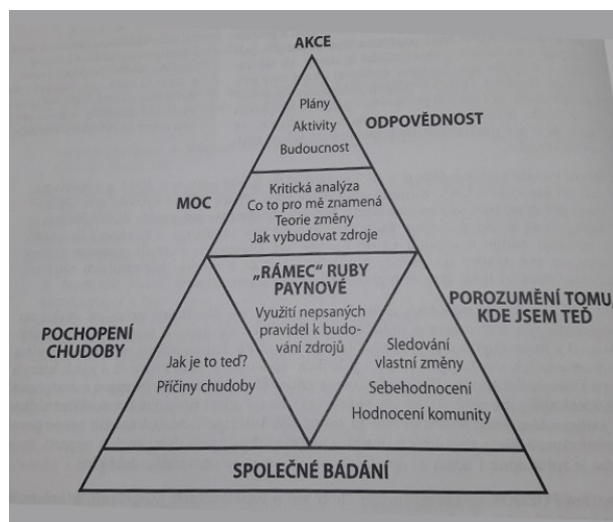 AKCE
Plány
Aktivity
Budoucnost
ODPOVĚDNOST
MOC
Kritická analýza
Co to pro mě znamená
Teorie změny
Jak vybudovat zdroje
„RÁMEC“ RUBY
PAYNOVÉ
Využití nepsaných
pravidel k budo-
vání zdrojů
POCHOPENÍ
CHUDOBY
Jak je to teď?
Příčiny chudoby
POROZUMĚNÍ TOMU,
KDE JSEM TEĎ
Sledování
vlastní změny
Sebehodnocení
Hodnocení komunity
SPOLEČNÉ BÁDÁNÍ